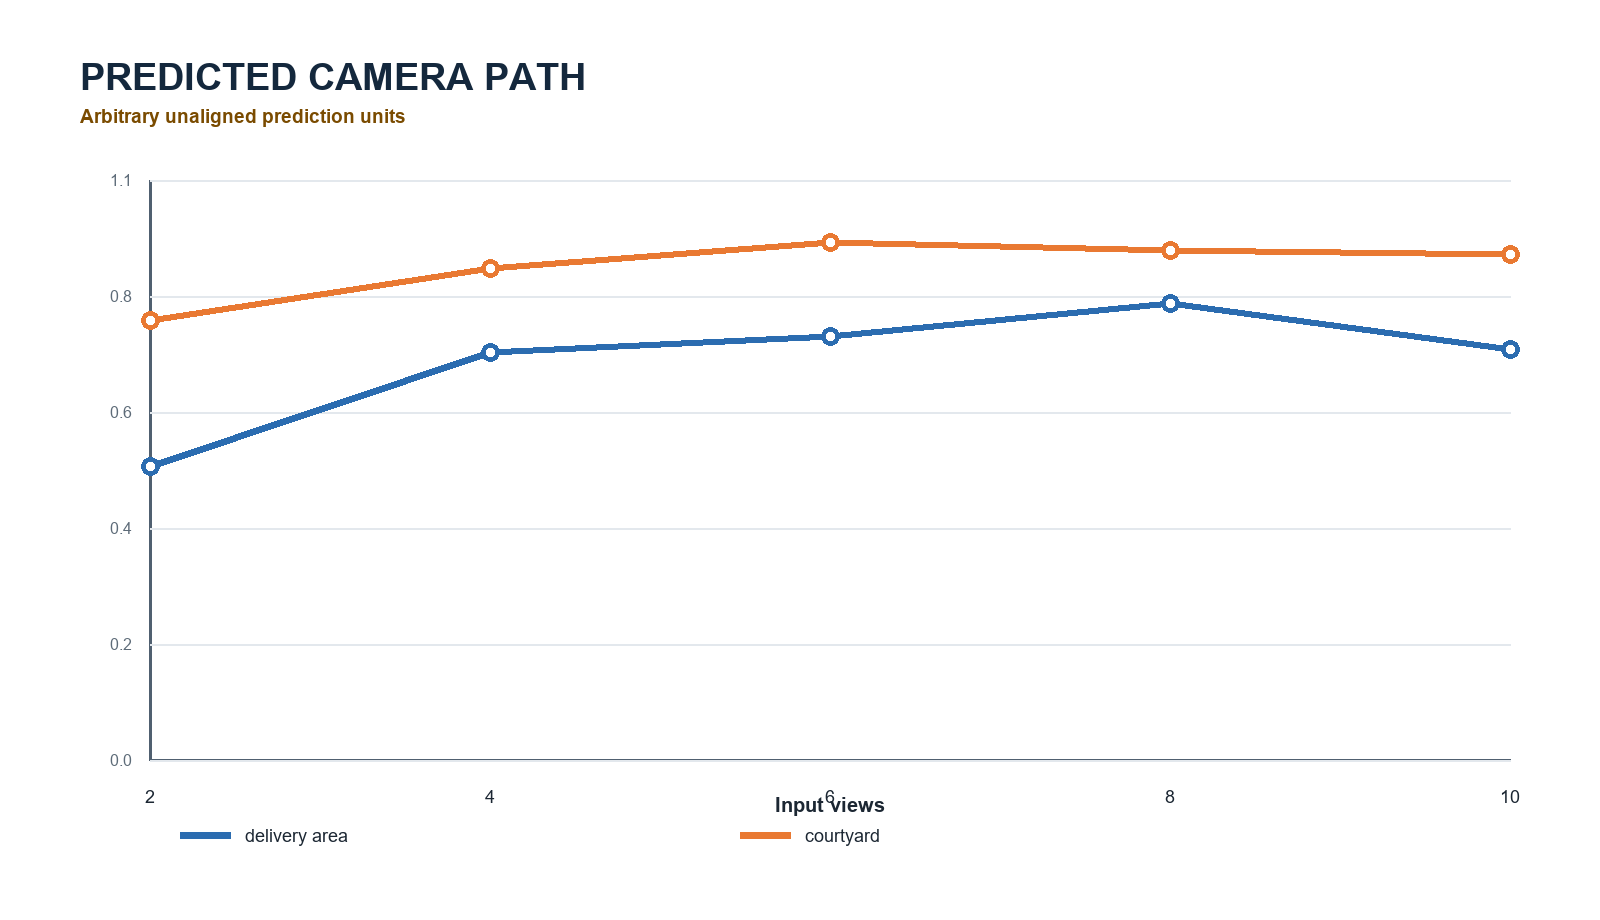 PREDICTED CAMERA PATH
Arbitrary unaligned prediction units
1.1
0.8
0.6
0.4
0.2
0.0
2 4 6 8 10
Input views
delivery area courtyard